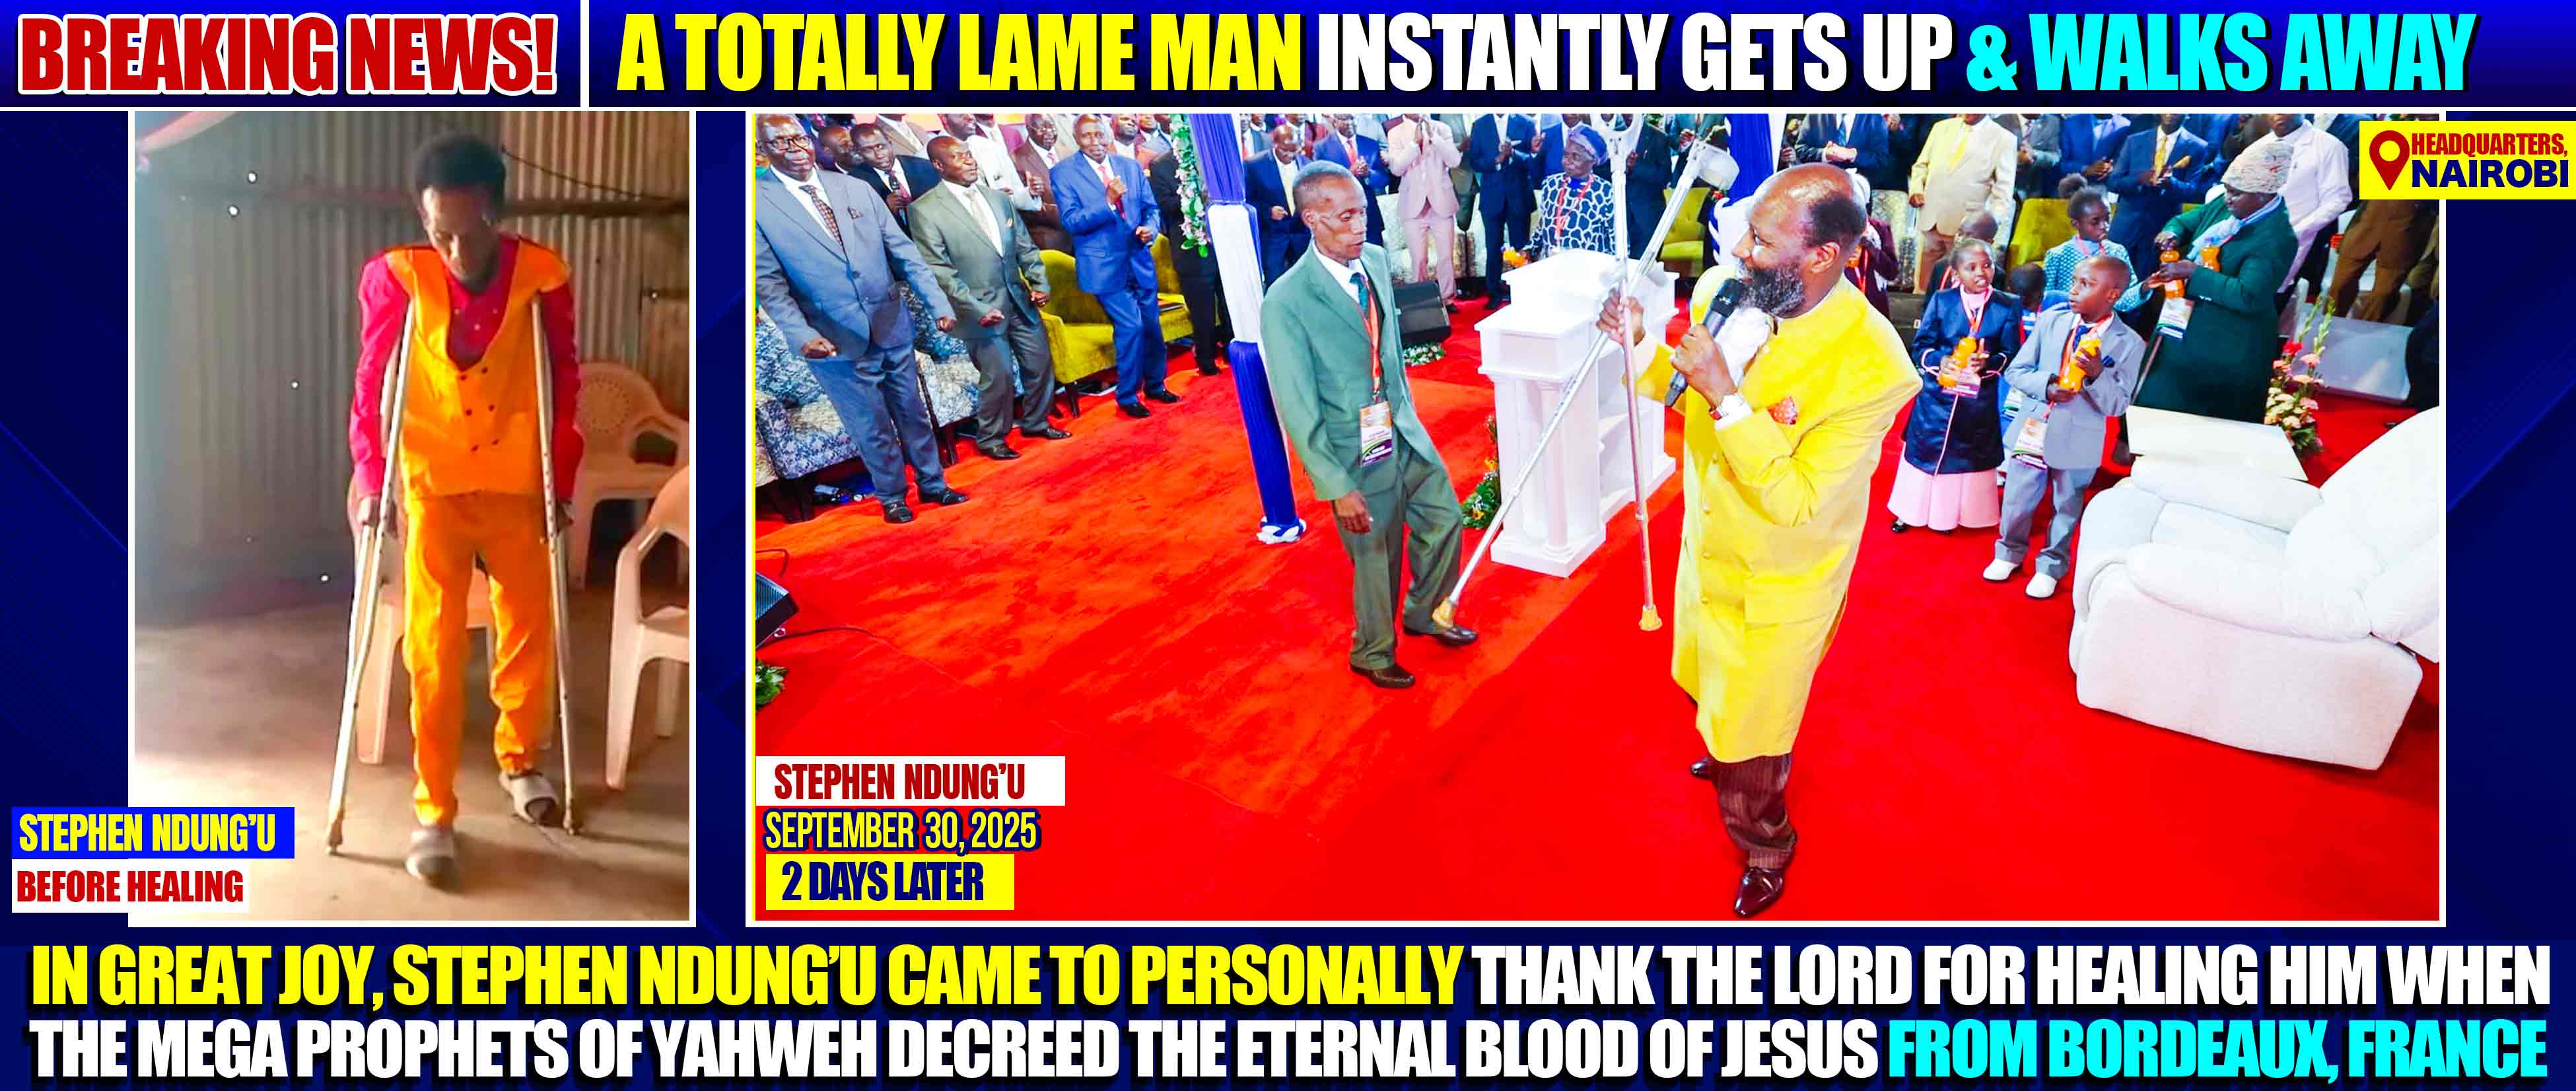 BREAKING NEWS!
A TOTALLY LAME MAN INSTANTLY GETS UP & WALKS AWAY
HEADQUARTERS,
NAIROBI
STEPHEN NDUNG'U
BEFORE HEALING
STEPHEN NDUNG'U
SEPTEMBER 30, 2025
2 DAYS LATER
IN GREAT JOY, STEPHEN NDUNG'U CAME TO PERSONALLY THANK THE LORD FOR HEALING HIM WHEN
THE MEGA PROPHETS OF YAHWEH DECREED THE ETERNAL BLOOD OF JESUS FROM BORDEAUX, FRANCE